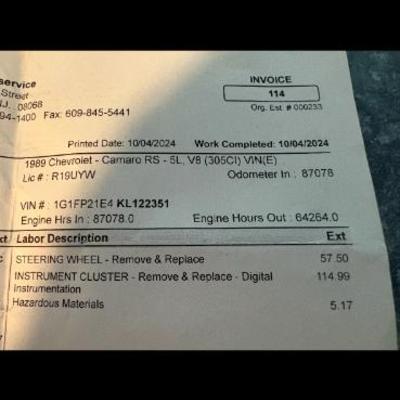 service
Street
NJ. 08068
94-1400 Fax: 609-845-5441
INVOICE
114
Org. Est. # 000233
Printed Date: 10/04/2024 Work Completed: 10/04/2024
1989 Chevrolet - Camaro RS - 5L, V8 (305CI) VIN(E)
Lic # : R19UYW Odometer In : 87078
VIN # : 1G1FP21E4 KL122351
Engine Hrs In : 87078.0 Engine Hours Out : 64264.0
Ext Labor Description Ext
STEERING WHEEL - Remove & Replace 57.50
INSTRUMENT CLUSTER - Remove & Replace - Digital 114.99
Instrumentation
Hazardous Materials 5.17